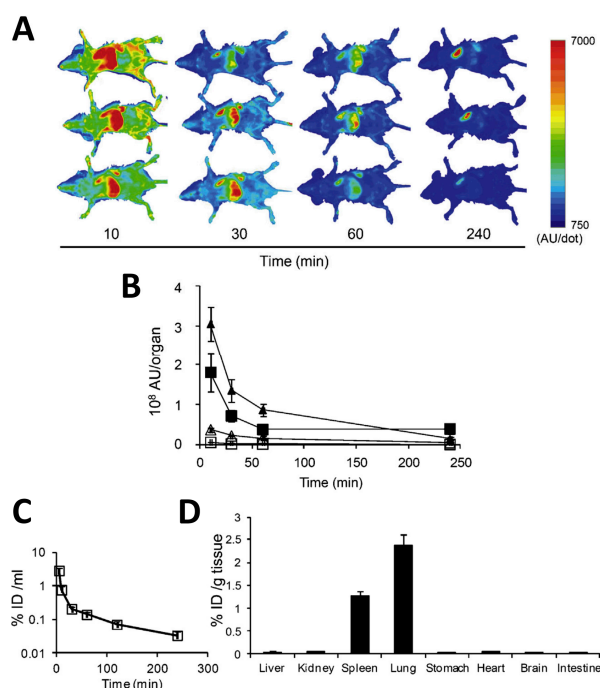 A
7000
750
(AU/dot)
10 30 60 240
Time (min)
B
10⁸ AU/organ
4
3
2
1
0
0 50 100 150 200 250
Time (min)
C
% ID /ml
10
1
0.1
0.01
0 100 200 300
Time (min)
D
% ID /g tissue
3
2.5
2
1.5
1
0.5
0
Liver Kidney Spleen Lung Stomach Heart Brain Intestine